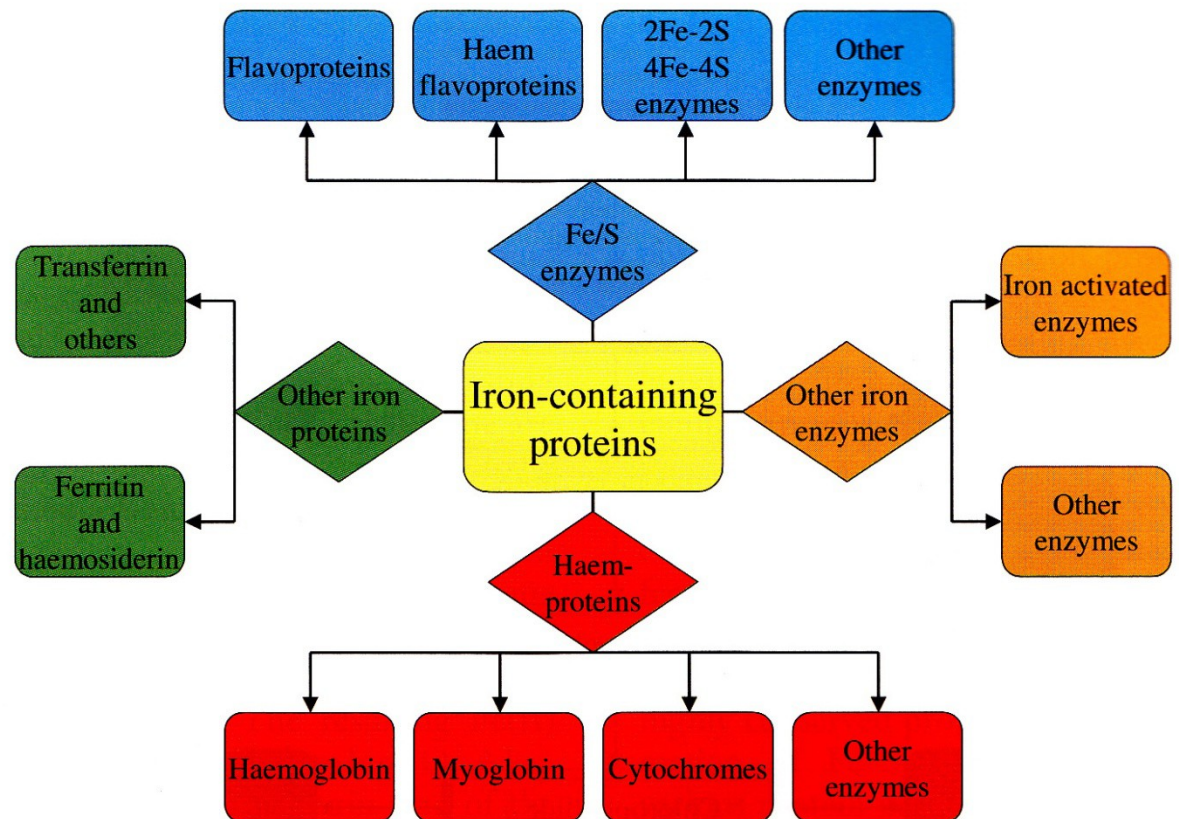 Flavoproteins
Haem
flavoproteins
2Fe-2S
4Fe-4S
enzymes
Other
enzymes
Fe/S
enzymes
Transferrin
and
others
Iron activated
enzymes
Other iron
proteins
Iron-containing
proteins
Other iron
enzymes
Ferritin
and
haemosiderin
Other
enzymes
Haem-
proteins
Haemoglobin
Myoglobin
Cytochromes
Other
enzymes